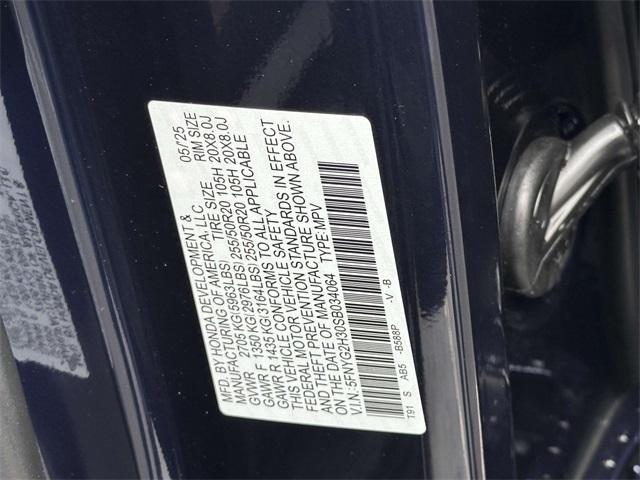 MFD. BY HONDA DEVELOPMENT & 05/'25
MANUFACTURING OF AMERICA, LLC
TIRE SIZE RIM SIZE
GVWR 2705 KG(5963LBS)
GAWR F 1350 KG(2976LBS) 255/50R20 105H 20X8.0J
GAWR R 1435 KG(3164LBS) 255/50R20 105H 20X8.0J
THIS VEHICLE CONFORMS TO ALL APPLICABLE
FEDERAL MOTOR VEHICLE SAFETY
AND THEFT PREVENTION STANDARDS IN EFFECT
ON THE DATE OF MANUFACTURE SHOWN ABOVE.
V.I.N.:5FNYG2H30SB034064 TYPE:MPV
T91 S AB5 -B588P -V -B